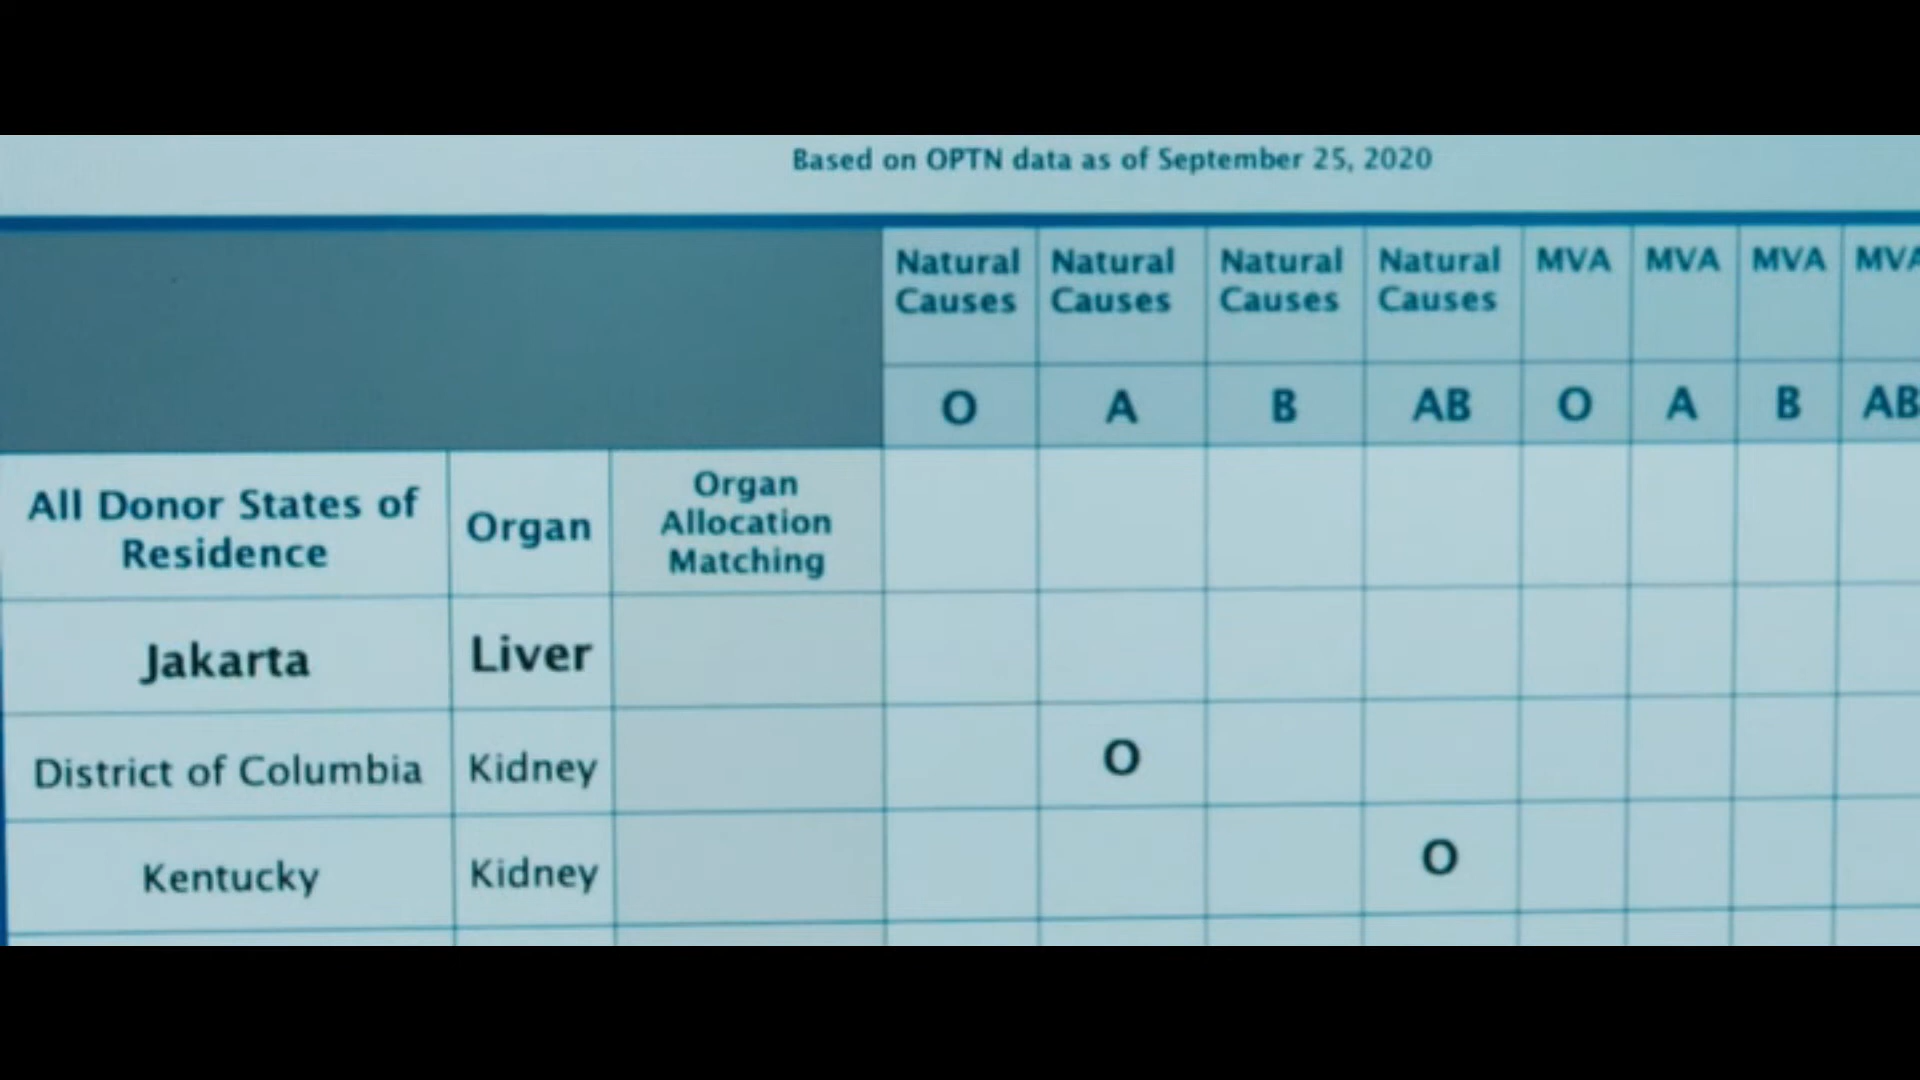 Based on OPTN data as of September 25, 2020
Natural Causes Natural Causes Natural Causes Natural Causes MVA MVA MVA MVA
O A B AB O A B AB
All Donor States of Residence Organ Organ Allocation Matching
Jakarta Liver
District of Columbia Kidney O
Kentucky Kidney O